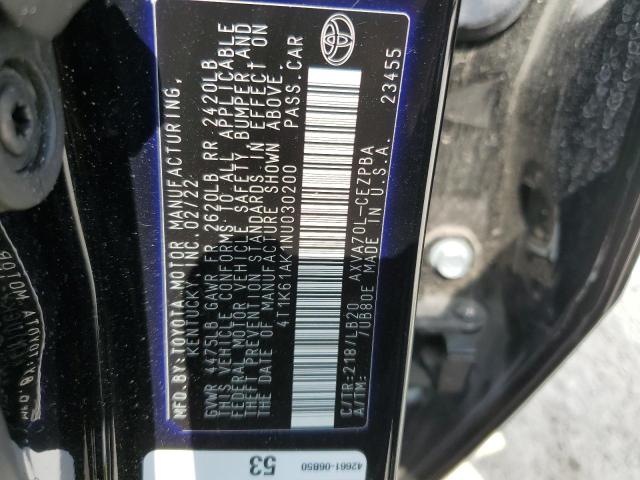 MFD.BY:TOYOTA MOTOR MANUFACTURING,
KENTUCKY, INC. 02/22
GVWR 4475LB GAWR FR 2620LB RR 2420LB
THIS VEHICLE CONFORMS TO ALL APPLICABLE
FEDERAL MOTOR VEHICLE SAFETY, BUMPER, AND
THEFT PREVENTION STANDARDS IN EFFECT ON
THE DATE OF MANUFACTURE SHOWN ABOVE.
4T1K61AK1NU030200 PASS.CAR
C/TR:218/LB20 AXVA70L-CEZPBA
A/TM: 7UB80E MADE IN U.S.A. 23455
53
42661-06B50